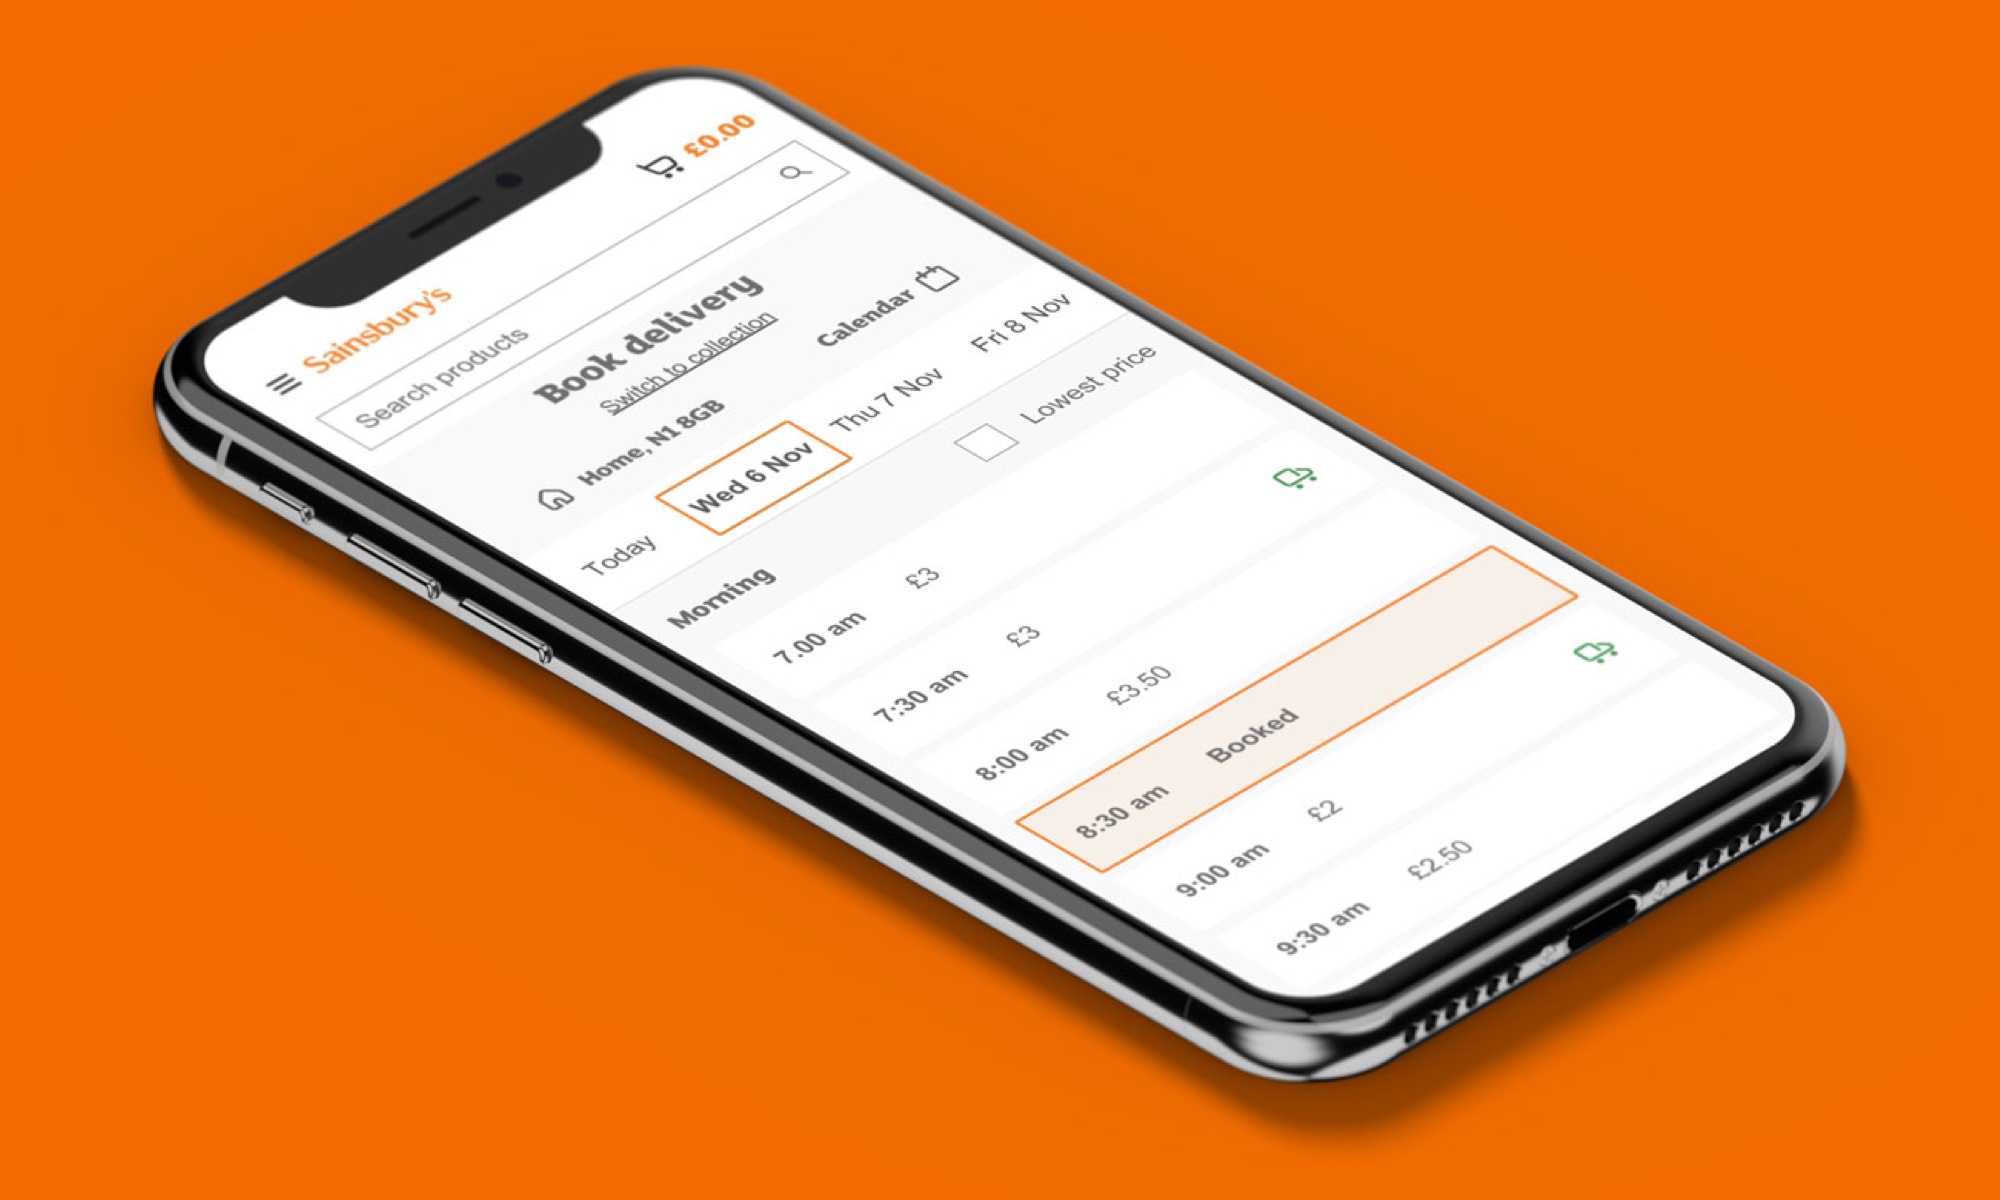 Sainsbury's £0.00
Search products
Book delivery
Switch to collection
Home, N1 8GB Calendar
Today Wed 6 Nov Thu 7 Nov Fri 8 Nov
Morning Lowest price
7.00 am £3
7:30 am £3
8:00 am £3.50
8:30 am Booked
9:00 am £2
9:30 am £2.50